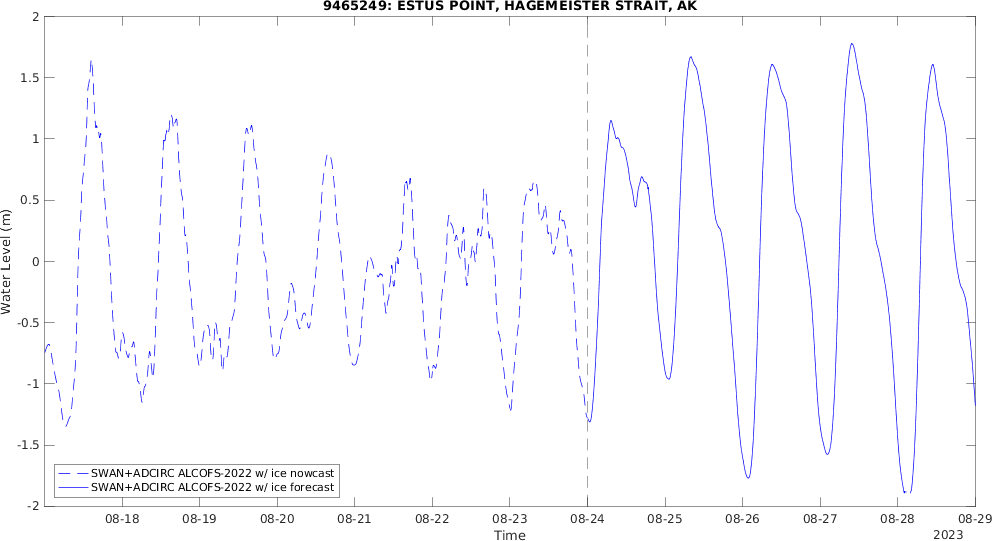 9465249: ESTUS POINT, HAGEMEISTER STRAIT, AK
2
1.5
1
0.5
0
-0.5
-1
-1.5
-2
Water Level (m)
SWAN+ADCIRC ALCOFS-2022 w/ ice nowcast
SWAN+ADCIRC ALCOFS-2022 w/ ice forecast
08-18 08-19 08-20 08-21 08-22 08-23 08-24 08-25 08-26 08-27 08-28 08-29
Time
2023